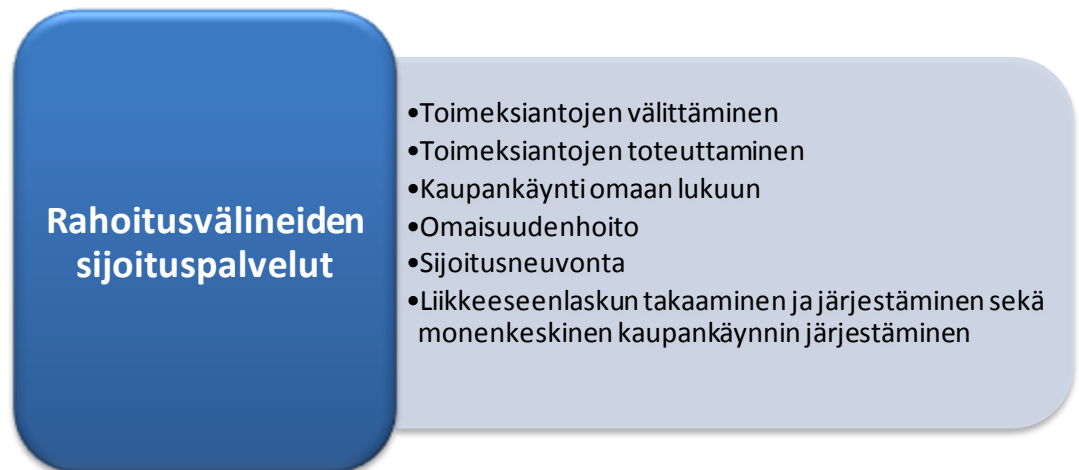 Rahoitusvälineiden
sijoituspalvelut
•Toimeksiantojen välittäminen
•Toimeksiantojen toteuttaminen
•Kaupankäynti omaan lukuun
•Omaisuudenhoito
•Sijoitusneuvonta
•Liikkeeseenlaskun takaaminen ja järjestäminen sekä
monenkeskinen kaupankäynnin järjestäminen